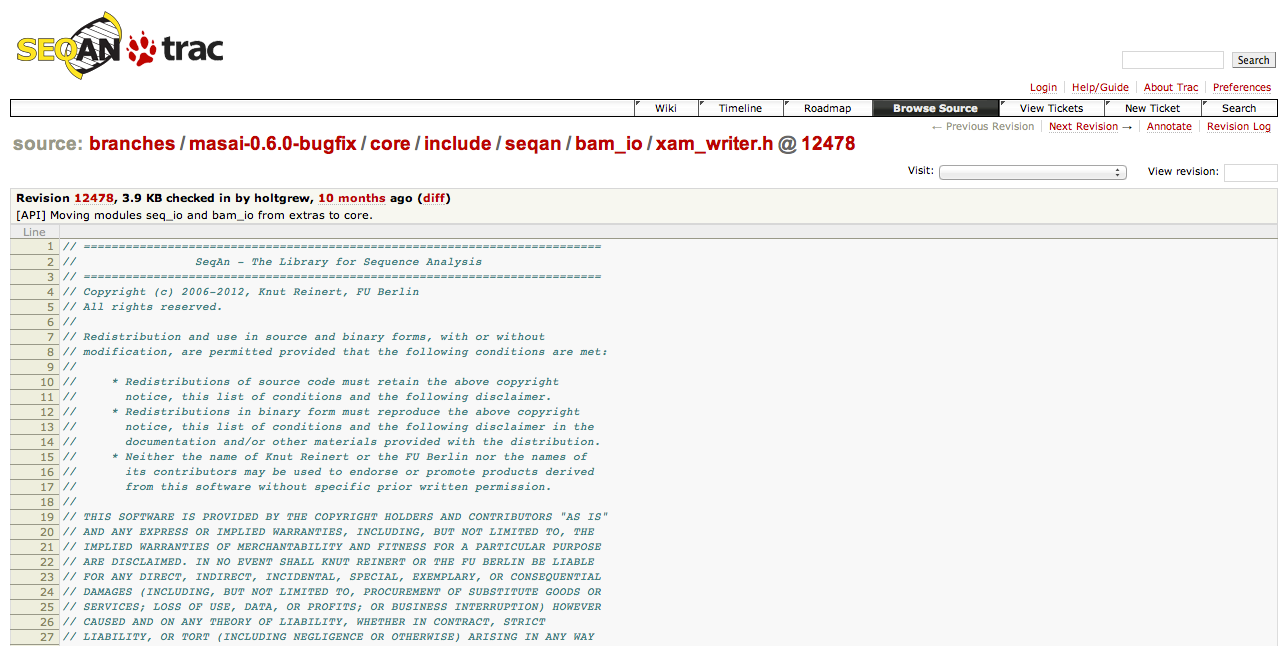 SEQAN trac
Search
Login Help/Guide About Trac Preferences
Wiki Timeline Roadmap Browse Source View Tickets New Ticket Search
← Previous Revision Next Revision → Annotate Revision Log
source: branches / masai-0.6.0-bugfix / core / include / seqan / bam_io / xam_writer.h @ 12478
Visit: View revision:
Revision 12478, 3.9 KB checked in by holtgrew, 10 months ago (diff)
[API] Moving modules seq_io and bam_io from extras to core.
Line
1 // ==========================================================================
2 //                 SeqAn - The Library for Sequence Analysis
3 // ==========================================================================
4 // Copyright (c) 2006-2012, Knut Reinert, FU Berlin
5 // All rights reserved.
6 //
7 // Redistribution and use in source and binary forms, with or without
8 // modification, are permitted provided that the following conditions are met:
9 //
10 //     * Redistributions of source code must retain the above copyright
11 //       notice, this list of conditions and the following disclaimer.
12 //     * Redistributions in binary form must reproduce the above copyright
13 //       notice, this list of conditions and the following disclaimer in the
14 //       documentation and/or other materials provided with the distribution.
15 //     * Neither the name of Knut Reinert or the FU Berlin nor the names of
16 //       its contributors may be used to endorse or promote products derived
17 //       from this software without specific prior written permission.
18 //
19 // THIS SOFTWARE IS PROVIDED BY THE COPYRIGHT HOLDERS AND CONTRIBUTORS "AS IS"
20 // AND ANY EXPRESS OR IMPLIED WARRANTIES, INCLUDING, BUT NOT LIMITED TO, THE
21 // IMPLIED WARRANTIES OF MERCHANTABILITY AND FITNESS FOR A PARTICULAR PURPOSE
22 // ARE DISCLAIMED. IN NO EVENT SHALL KNUT REINERT OR THE FU BERLIN BE LIABLE
23 // FOR ANY DIRECT, INDIRECT, INCIDENTAL, SPECIAL, EXEMPLARY, OR CONSEQUENTIAL
24 // DAMAGES (INCLUDING, BUT NOT LIMITED TO, PROCUREMENT OF SUBSTITUTE GOODS OR
25 // SERVICES; LOSS OF USE, DATA, OR PROFITS; OR BUSINESS INTERRUPTION) HOWEVER
26 // CAUSED AND ON ANY THEORY OF LIABILITY, WHETHER IN CONTRACT, STRICT
27 // LIABILITY, OR TORT (INCLUDING NEGLIGENCE OR OTHERWISE) ARISING IN ANY WAY